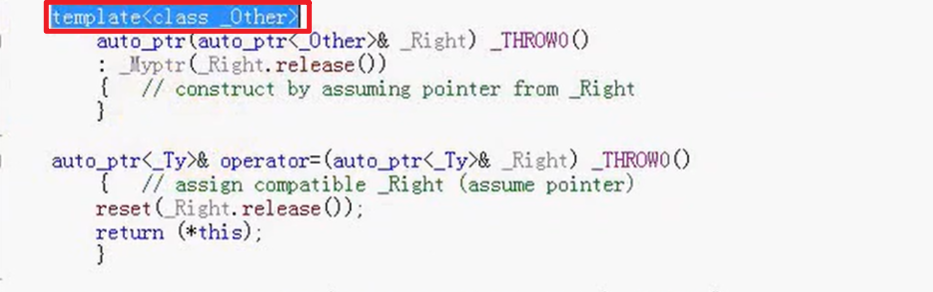 template<class _Other>
auto_ptr(auto_ptr<_Other>& _Right) _THROW0()
: _Myptr(_Right.release())
{   // construct by assuming pointer from _Right
}
auto_ptr<_Ty>& operator=(auto_ptr<_Ty>& _Right) _THROW0()
{   // assign compatible _Right (assume pointer)
reset(_Right.release());
return (*this);
}